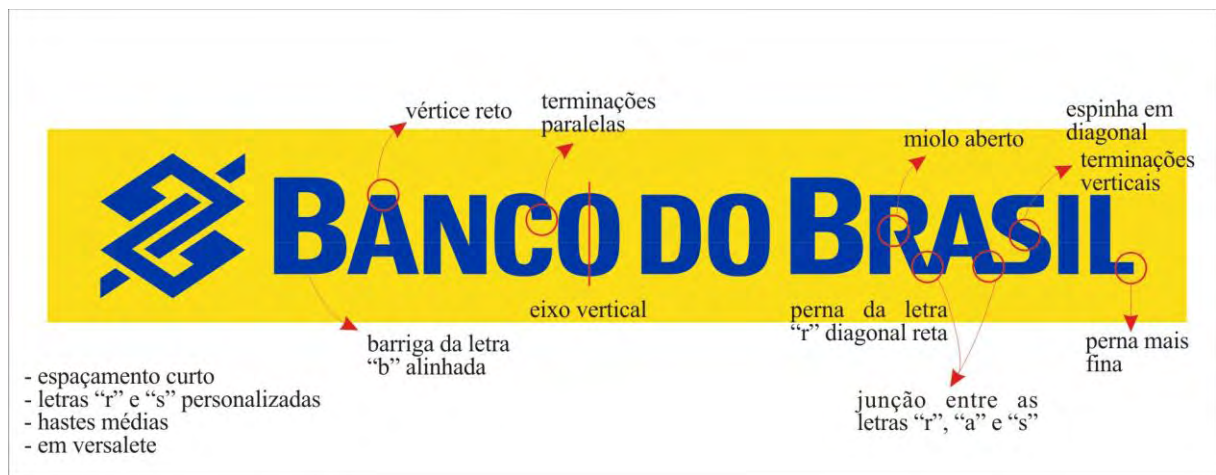 vértice reto
terminações
paralelas
miolo aberto
espinha em
diagonal
terminações
verticais
BANCO DO BRASIL
eixo vertical
barriga da letra
“b” alinhada
perna da letra
“r” diagonal reta
perna mais
fina
junção entre as
letras “r”, “a” e “s”
- espaçamento curto
- letras “r” e “s” personalizadas
- hastes médias
- em versalete